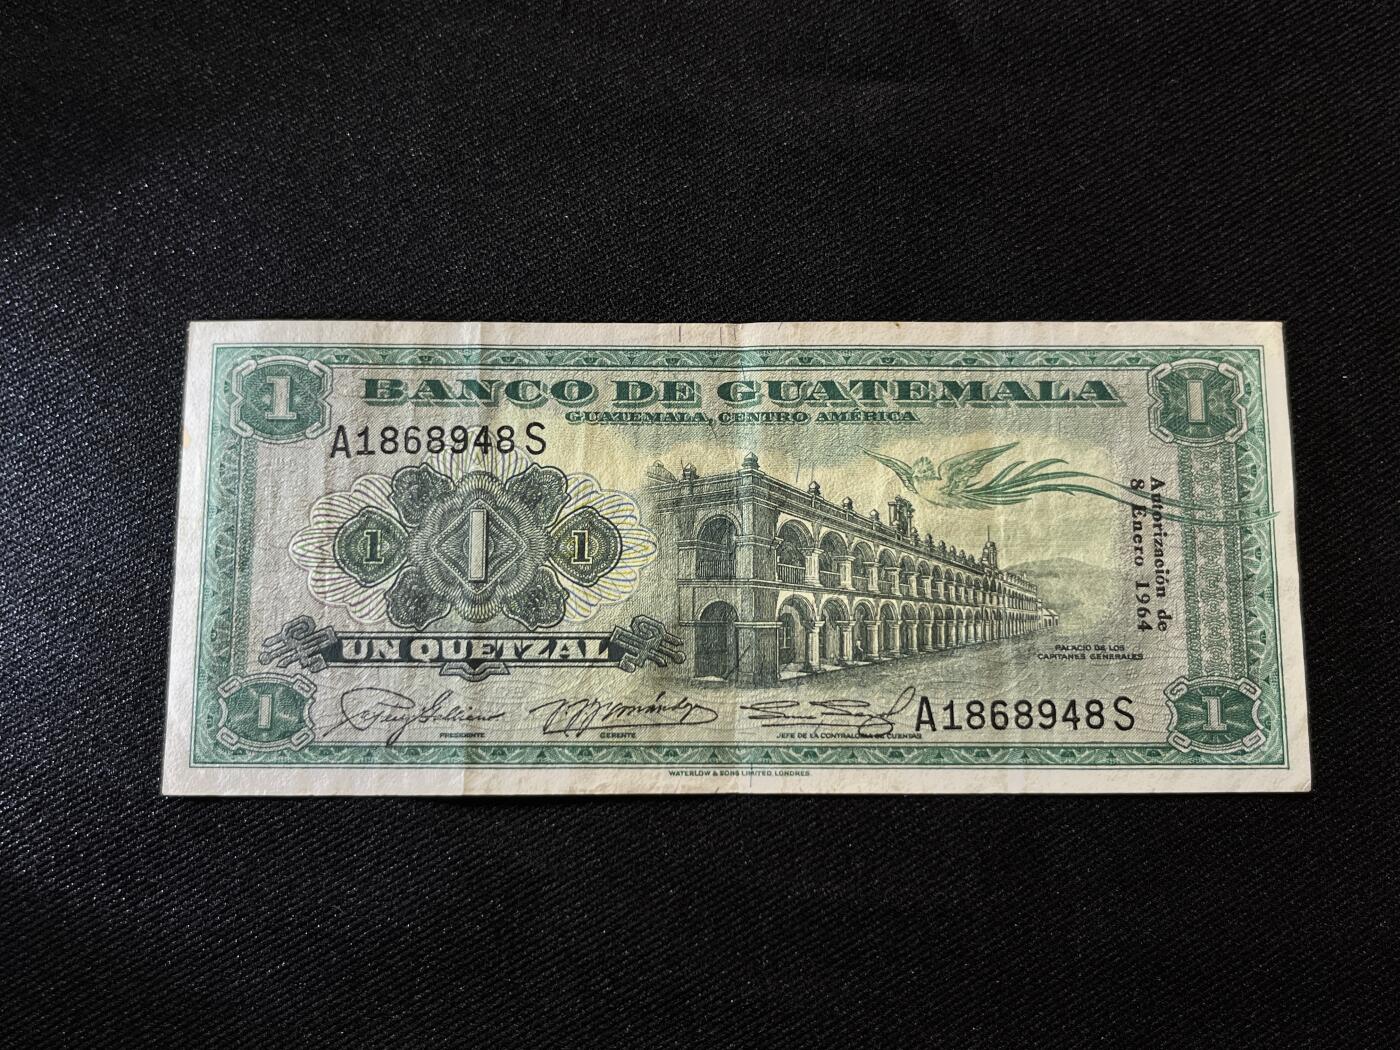 1
BANCO DE GUATEMALA
1
GUATEMALA, CENTRO AMÉRICA
A1868948S
Autorización de
8 Enero 1964
1
1
1
UN QUETZAL
PALACIO DE LOS
CAPITANES GENERALES
1
A1868948S
1
PRESIDENTE
GERENTE
JEFE DE LA CONTRALORIA DE CUENTAS
WATERLOW & SONS LIMITED, LONDRES.